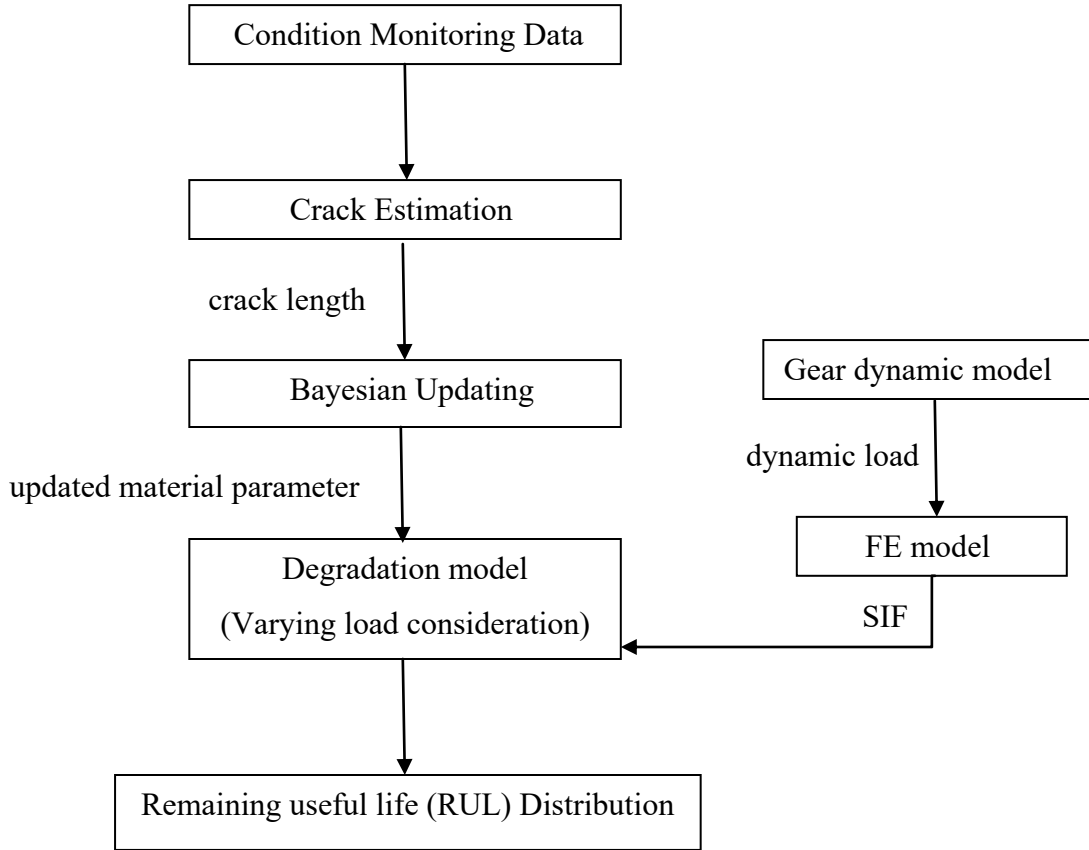 Condition Monitoring Data
Crack Estimation
crack length
Bayesian Updating
Gear dynamic model
dynamic load
updated material parameter
FE model
Degradation model
(Varying load consideration)
SIF
Remaining useful life (RUL) Distribution